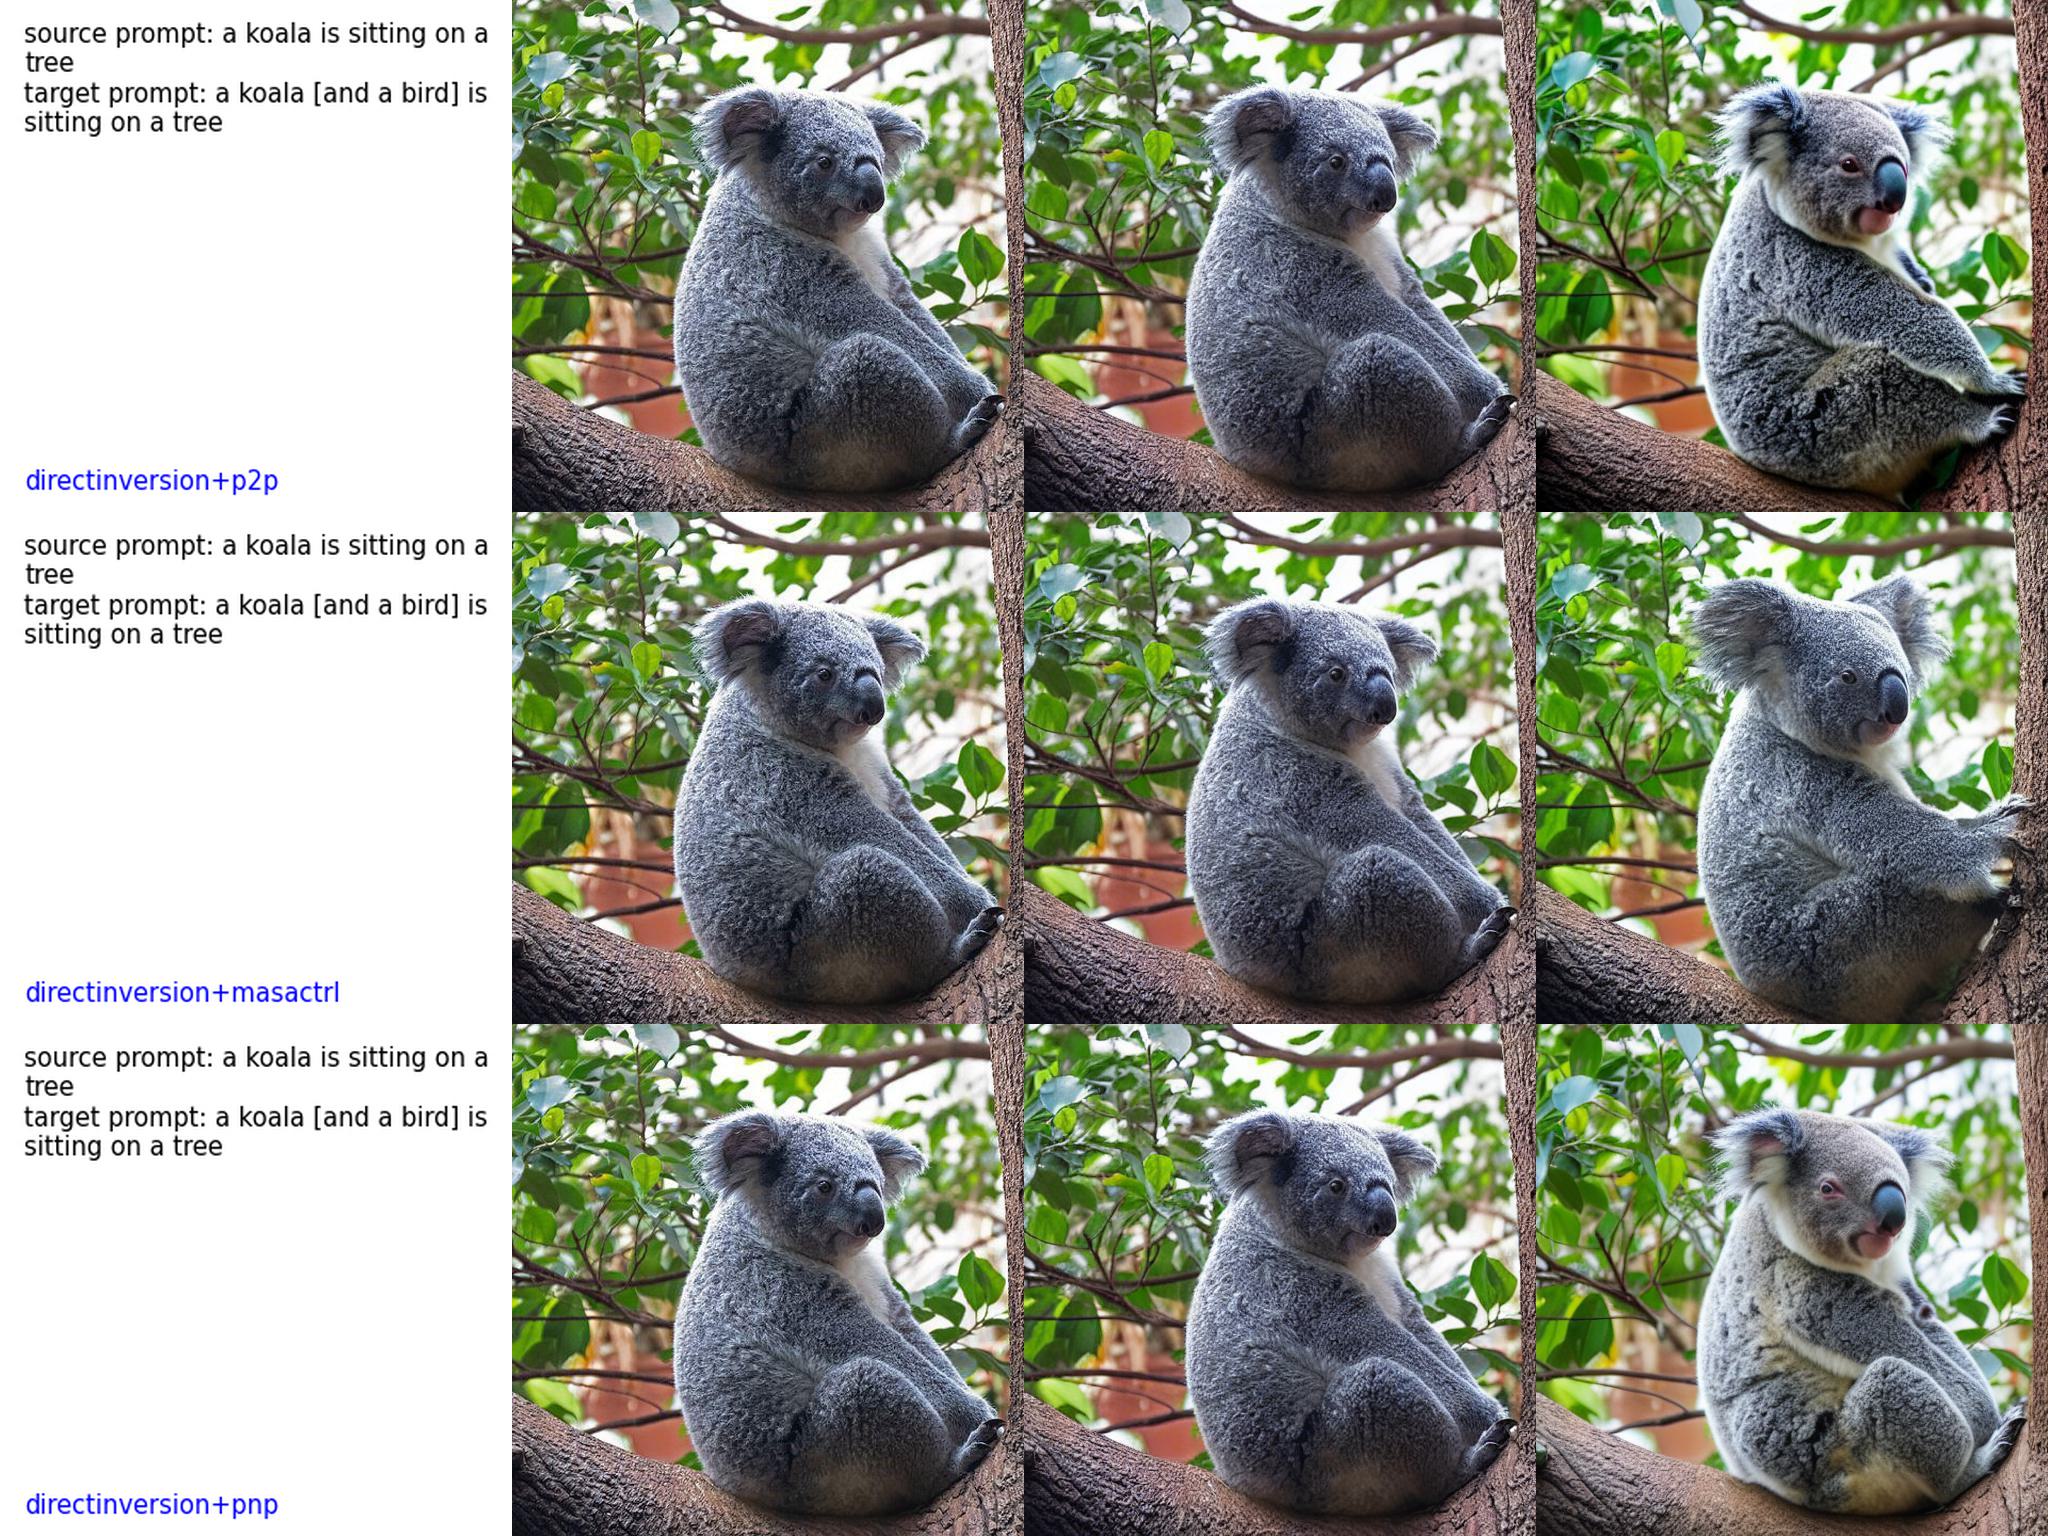 source prompt: a koala is sitting on a
tree
target prompt: a koala [and a bird] is
sitting on a tree
directinversion+p2p
source prompt: a koala is sitting on a
tree
target prompt: a koala [and a bird] is
sitting on a tree
directinversion+masactrl
source prompt: a koala is sitting on a
tree
target prompt: a koala [and a bird] is
sitting on a tree
directinversion+pnp